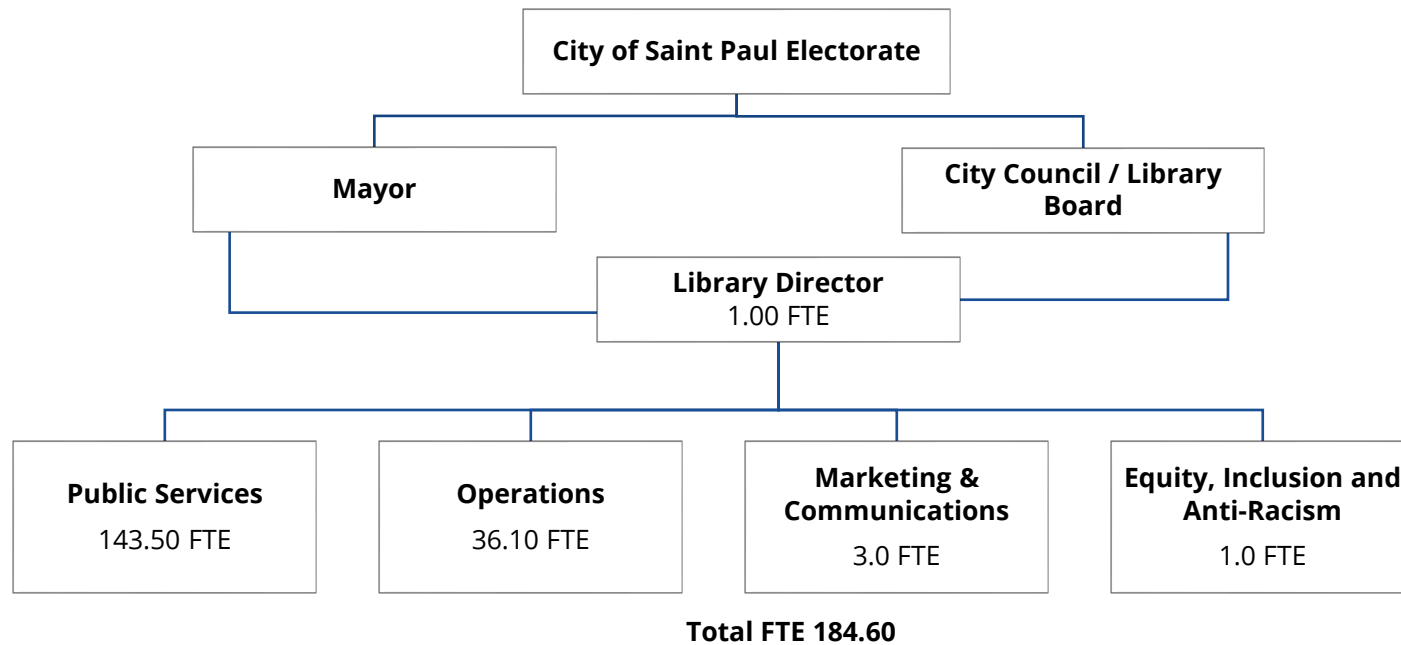 City of Saint Paul Electorate
Mayor
City Council / Library
Board
Library Director
1.00 FTE
Public Services
143.50 FTE
Operations
36.10 FTE
Marketing &
Communications
3.0 FTE
Equity, Inclusion and
Anti-Racism
1.0 FTE
Total FTE 184.60